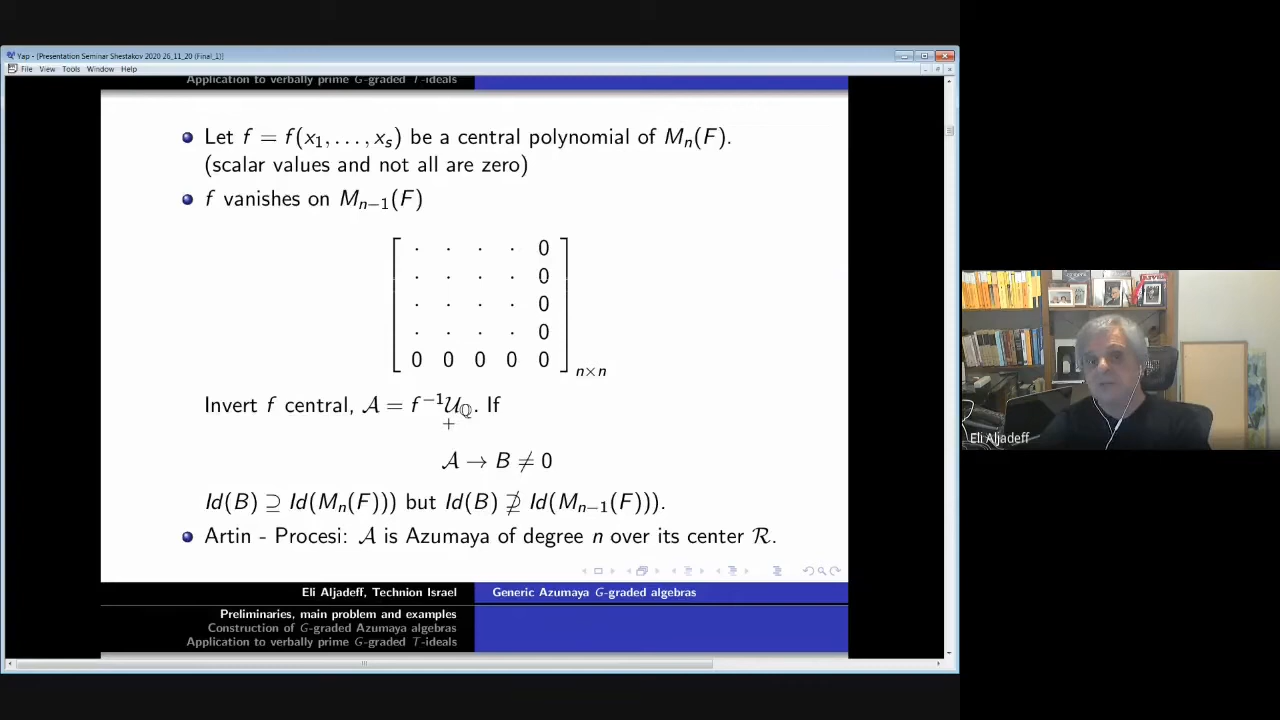 Yap - [Presentation Seminar Shestakov 2020 26_11_20 (Final_1)]
File View Tools Window Help
Application to verbally prime G-graded T-ideals
Let f = f(x₁, . . . , xₛ) be a central polynomial of Mₙ(F).
(scalar values and not all are zero)
f vanishes on Mₙ₋₁(F)
· · · · 0
· · · · 0
· · · · 0
· · · · 0
0 0 0 0 0
n×n
Invert f central, 𝒜 = f⁻¹𝒰_ℚ. If
𝒜 → B ≠ 0
Id(B) ⊇ Id(Mₙ(F))) but Id(B) ⊉ Id(Mₙ₋₁(F))).
Artin - Procesi: 𝒜 is Azumaya of degree n over its center ℛ.
Eli Aljadeff, Technion Israel Generic Azumaya G-graded algebras
Preliminaries, main problem and examples
Construction of G-graded Azumaya algebras
Application to verbally prime G-graded T-ideals
Eli Aljadeff